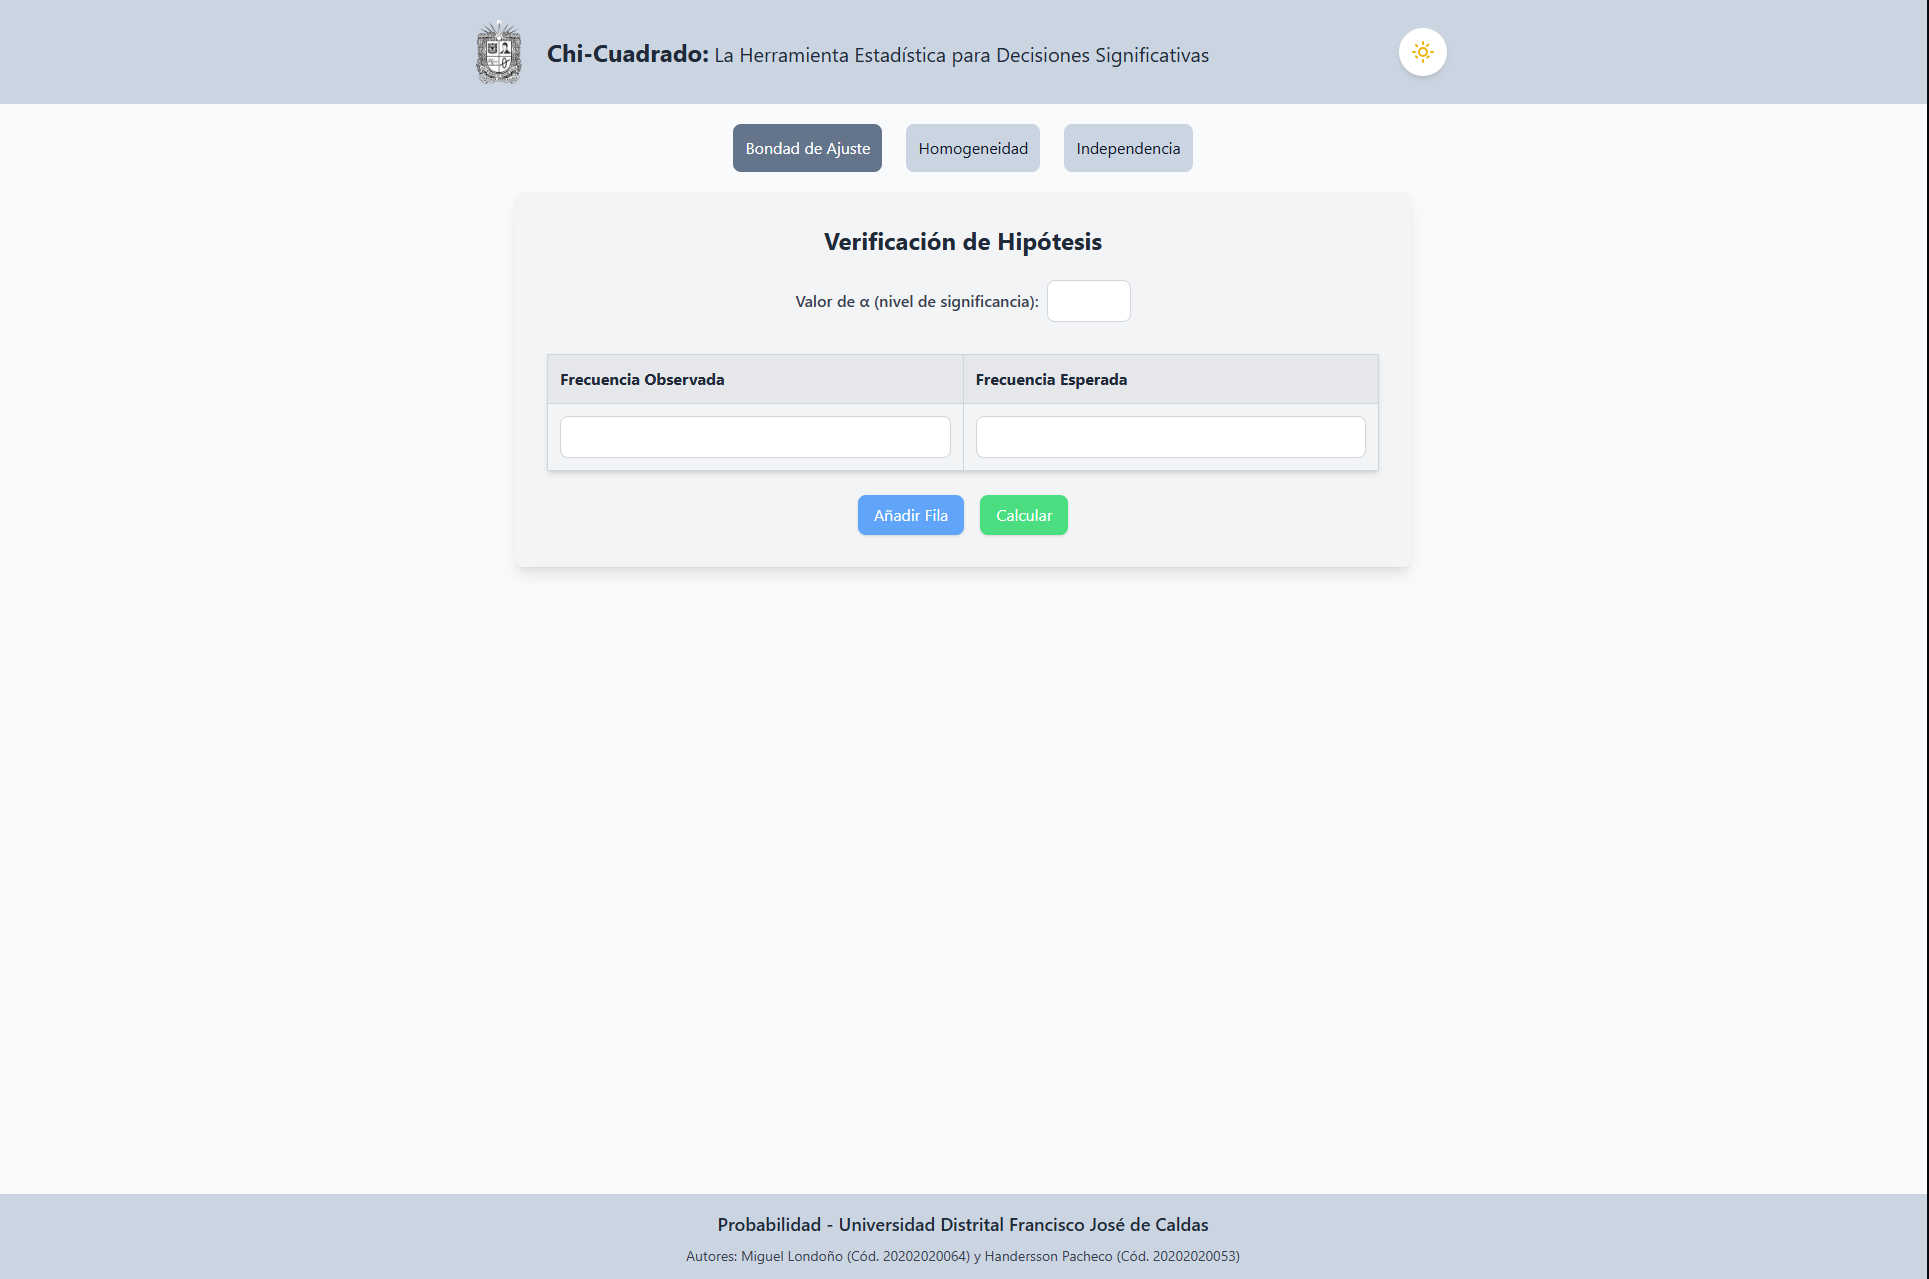 Chi-Cuadrado: La Herramienta Estadística para Decisiones Significativas
Bondad de Ajuste
Homogeneidad
Independencia
Verificación de Hipótesis
Valor de α (nivel de significancia):
Frecuencia Observada
Frecuencia Esperada
Añadir Fila
Calcular
Probabilidad - Universidad Distrital Francisco José de Caldas
Autores: Miguel Londoño (Cód. 20202020064) y Handersson Pacheco (Cód. 20202020053)